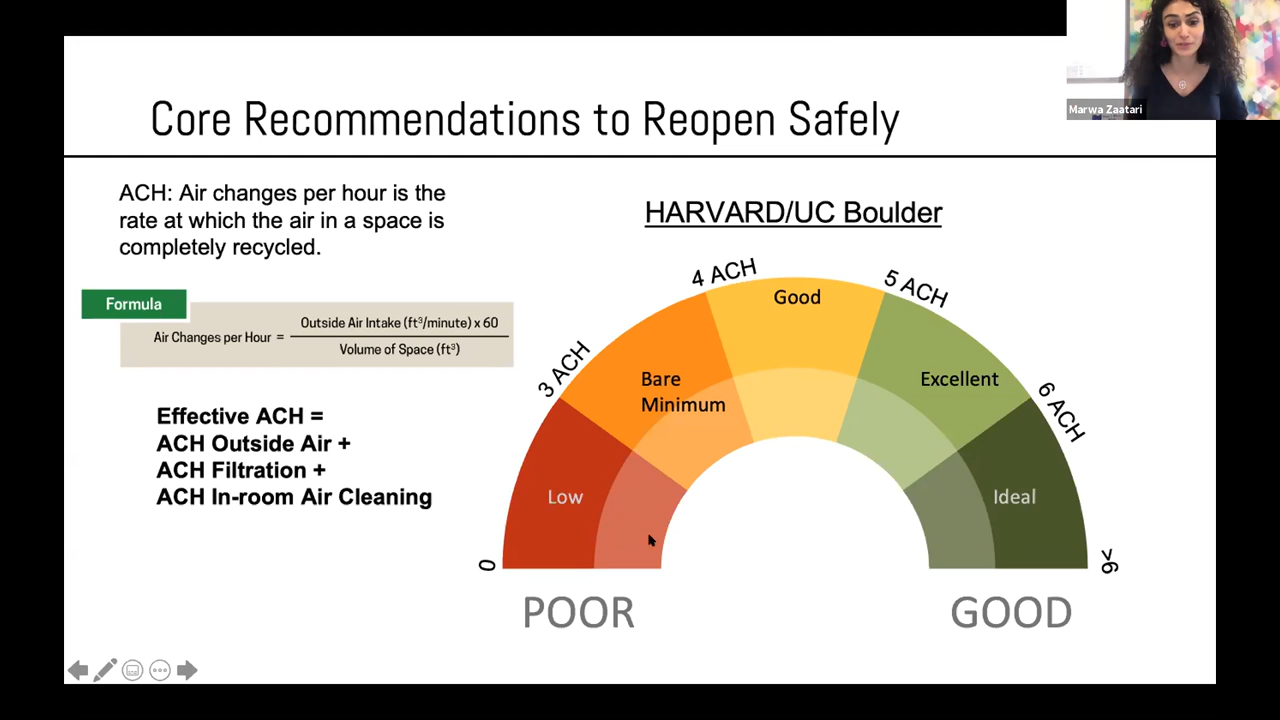 Marwa Zaatari
Core Recommendations to Reopen Safely
ACH: Air changes per hour is the
rate at which the air in a space is
completely recycled.
Formula
Air Changes per Hour = Outside Air Intake (ft³/minute) x 60
Volume of Space (ft³)
Effective ACH =
ACH Outside Air +
ACH Filtration +
ACH In-room Air Cleaning
HARVARD/UC Boulder
0
3 ACH
4 ACH
5 ACH
6 ACH
>6
Low
Bare
Minimum
Good
Excellent
Ideal
POOR
GOOD